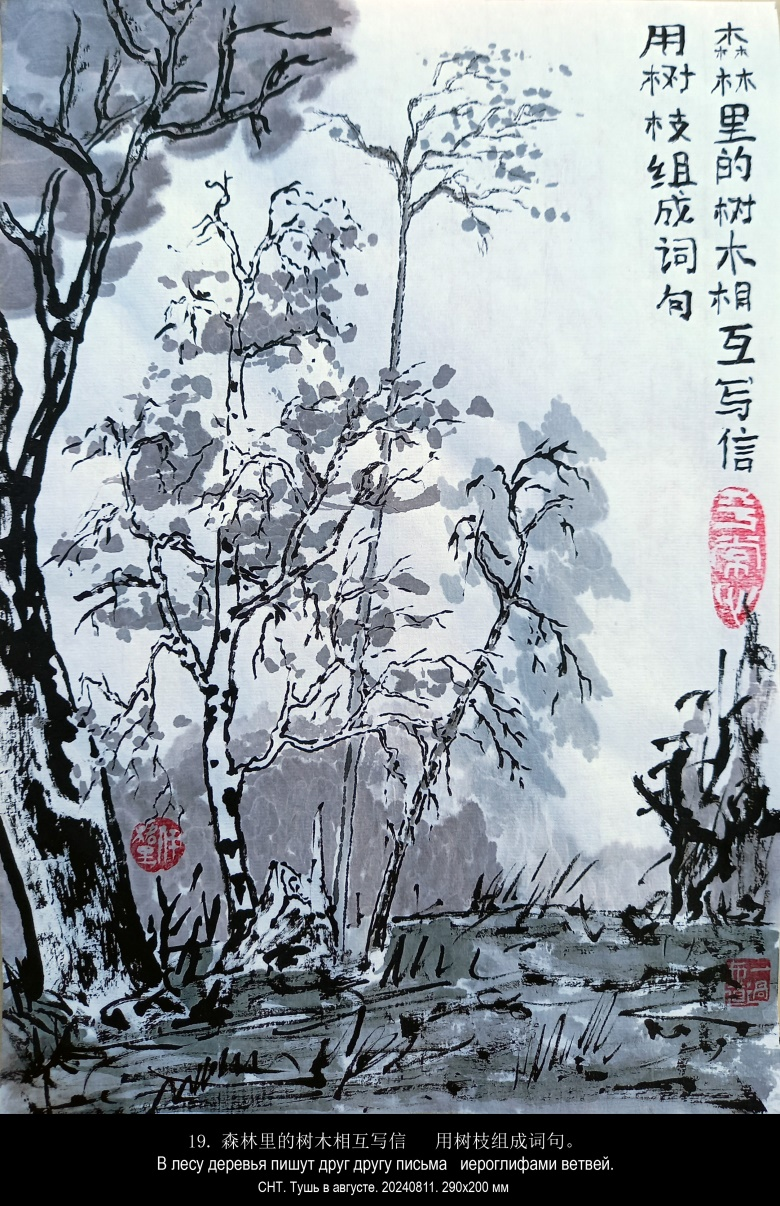 森林里的树木相互写信
用树枝组成词句
19. 森林里的树木相互写信 用树枝组成词句。
В лесу деревья пишут друг другу письма иероглифами ветвей.
СНТ. Тушь в августе. 20240811. 290х200 мм